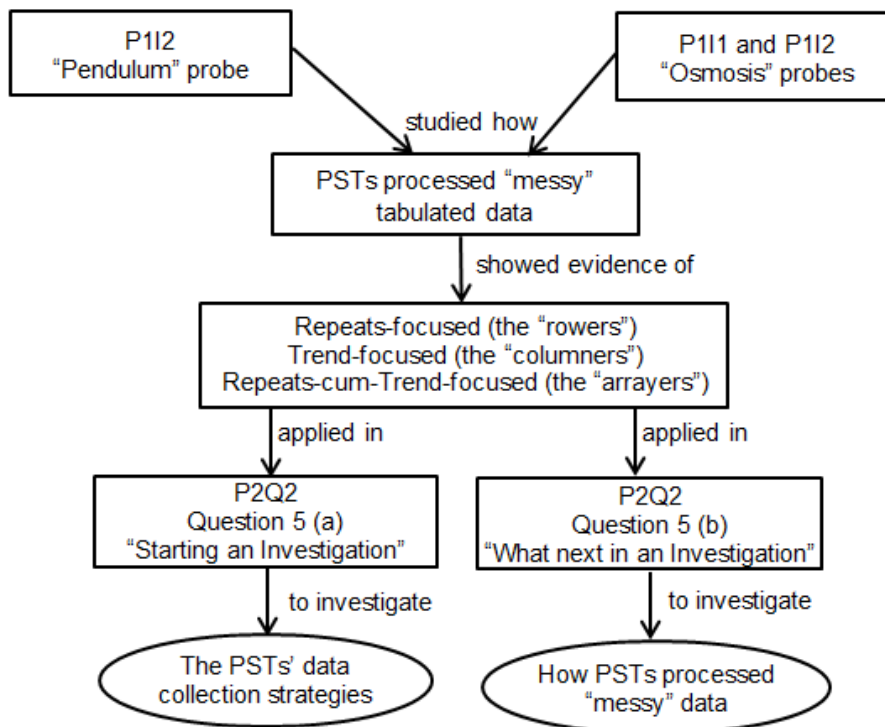 P1I2
“Pendulum” probe
P1I1 and P1I2
“Osmosis” probes
studied how
PSTs processed “messy”
tabulated data
showed evidence of
Repeats-focused (the “rowers”)
Trend-focused (the “columners”)
Repeats-cum-Trend-focused (the “arrayers”)
applied in
applied in
P2Q2
Question 5 (a)
“Starting an Investigation”
P2Q2
Question 5 (b)
“What next in an Investigation”
to investigate
to investigate
The PSTs’ data
collection strategies
How PSTs processed
“messy” data